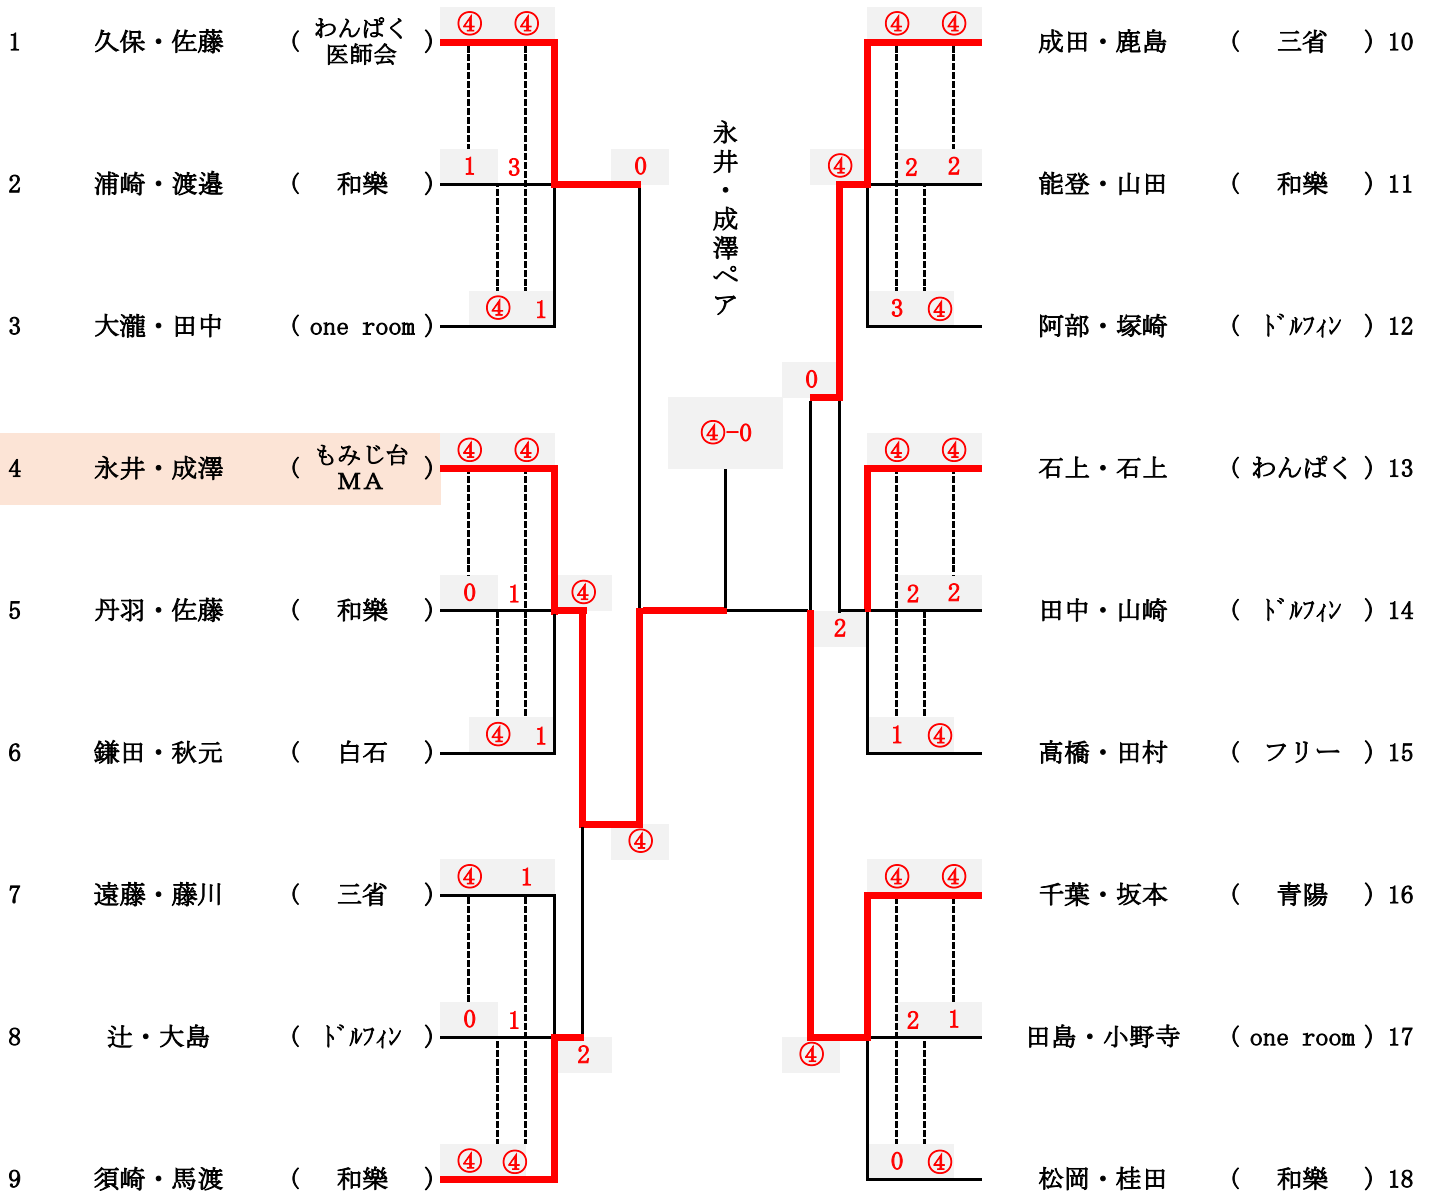 ④ ④
1 久保・佐藤 ( わんぱく医師会 )
1 3
2 浦崎・渡邉 ( 和樂 )
④ 1
3 大瀧・田中 ( one room )
④ ④
4 永井・成澤 ( もみじ台MA )
0 1
5 丹羽・佐藤 ( 和樂 )
④ 1
6 鎌田・秋元 ( 白石 )
④ 1
7 遠藤・藤川 ( 三省 )
0 1
8 辻・大島 ( ﾄﾞﾙﾌｨﾝ )
④ ④
9 須崎・馬渡 ( 和樂 )
0
④
④
2
永井・成澤ペア
④-0
④
0
2
④
④ ④
成田・鹿島 ( 三省 ) 10
2 2
能登・山田 ( 和樂 ) 11
3 ④
阿部・塚崎 ( ﾄﾞﾙﾌｨﾝ ) 12
④ ④
石上・石上 ( わんぱく ) 13
2 2
田中・山崎 ( ﾄﾞﾙﾌｨﾝ ) 14
1 ④
高橋・田村 ( フリー ) 15
④ ④
千葉・坂本 ( 青陽 ) 16
2 1
田島・小野寺 ( one room ) 17
0 ④
松岡・桂田 ( 和樂 ) 18